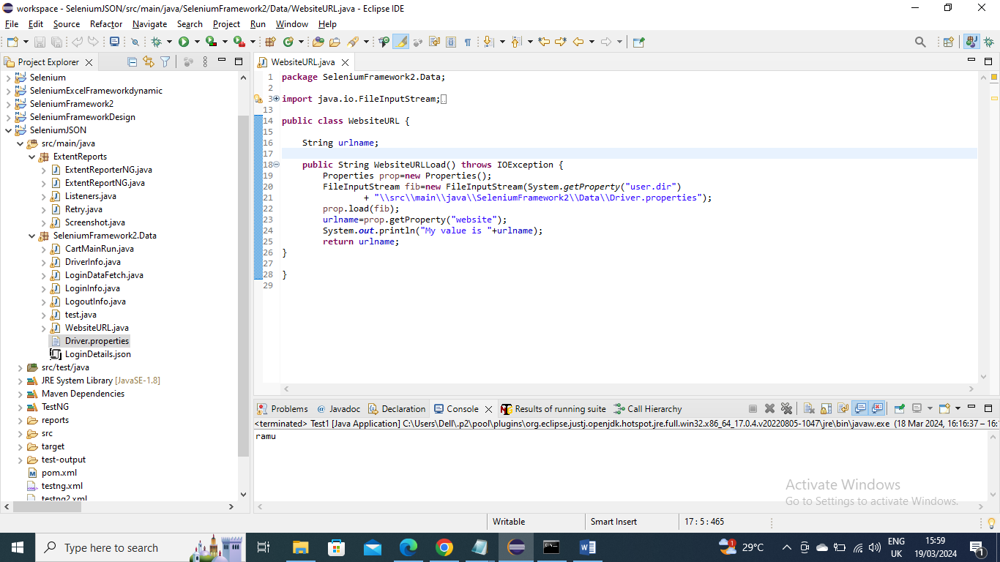 workspace - SeleniumJSON/src/main/java/SeleniumFramework2/Data/WebsiteURL.java - Eclipse IDE
File Edit Source Refactor Navigate Search Project Run Window Help
Project Explorer
Selenium
SeleniumExcelFrameworkdynamic
SeleniumFramework2
SeleniumFrameworkDesign
SeleniumJSON
src/main/java
ExtentReports
ExtentReporterNG.java
ExtentReportNG.java
Listeners.java
Retry.java
Screenshot.java
SeleniumFramework2.Data
CartMainRun.java
DriverInfo.java
LoginDataFetch.java
LoginInfo.java
LogoutInfo.java
test.java
WebsiteURL.java
Driver.properties
LoginDetails.json
src/test/java
JRE System Library [JavaSE-1.8]
Maven Dependencies
TestNG
reports
src
target
test-output
pom.xml
testng.xml
testng2.xml
WebsiteURL.java
1 package SeleniumFramework2.Data;
2
3 import java.io.FileInputStream;
13
14 public class WebsiteURL {
15
16 String urlname;
17
18 public String WebsiteURLLoad() throws IOException {
19 Properties prop=new Properties();
20 FileInputStream fib=new FileInputStream(System.getProperty("user.dir")
21 + "\\src\\main\\java\\SeleniumFramework2\\Data\\Driver.properties");
22 prop.load(fib);
23 urlname=prop.getProperty("website");
24 System.out.println("My value is "+urlname);
25 return urlname;
26 }
27
28 }
29
Problems @ Javadoc Declaration Console Results of running suite Call Hierarchy
<terminated> Test1 [Java Application] C:\Users\Dell\.p2\pool\plugins\org.eclipse.justj.openjdk.hotspot.jre.full.win32.x86_64_17.0.4.v20220805-1047\jre\bin\javaw.exe (18 Mar 2024, 16:16:37 – 16:
ramu
Activate Windows
Go to Settings to activate Windows.
Writable Smart Insert 17 : 5 : 465
Type here to search
1 29°C ENG UK 15:59 19/03/2024 1